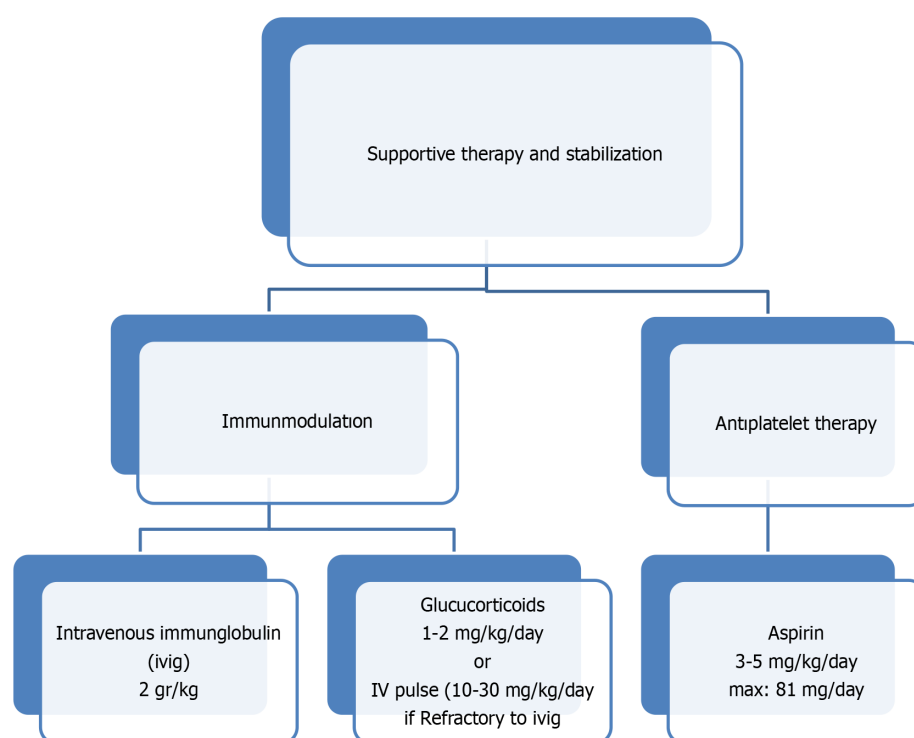 Supportive therapy and stabilization
Immunmodulatıon
Antıplatelet therapy
Intravenous immunglobulin
(ivig)
2 gr/kg
Glucucorticoids
1-2 mg/kg/day
or
IV pulse (10-30 mg/kg/day
if Refractory to ivig
Aspirin
3-5 mg/kg/day
max: 81 mg/day